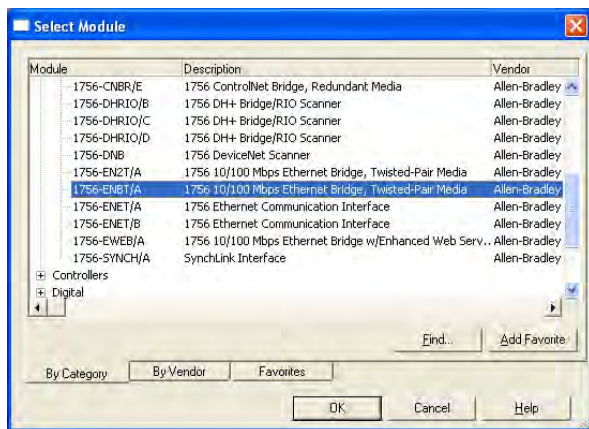 Select Module
Module Description Vendor
1756-CNBR/E 1756 ControlNet Bridge, Redundant Media Allen-Bradley
1756-DHRIO/B 1756 DH+ Bridge/RIO Scanner Allen-Bradley
1756-DHRIO/C 1756 DH+ Bridge/RIO Scanner Allen-Bradley
1756-DHRIO/D 1756 DH+ Bridge/RIO Scanner Allen-Bradley
1756-DNB 1756 DeviceNet Scanner Allen-Bradley
1756-EN2T/A 1756 10/100 Mbps Ethernet Bridge, Twisted-Pair Media Allen-Bradley
1756-ENBT/A 1756 10/100 Mbps Ethernet Bridge, Twisted-Pair Media Allen-Bradley
1756-ENET/A 1756 Ethernet Communication Interface Allen-Bradley
1756-ENET/B 1756 Ethernet Communication Interface Allen-Bradley
1756-EWEB/A 1756 10/100 Mbps Ethernet Bridge w/Enhanced Web Serv.. Allen-Bradley
1756-SYNCH/A SynchLink Interface Allen-Bradley
Controllers
Digital
Find... Add Favorite
By Category By Vendor Favorites
OK Cancel Help